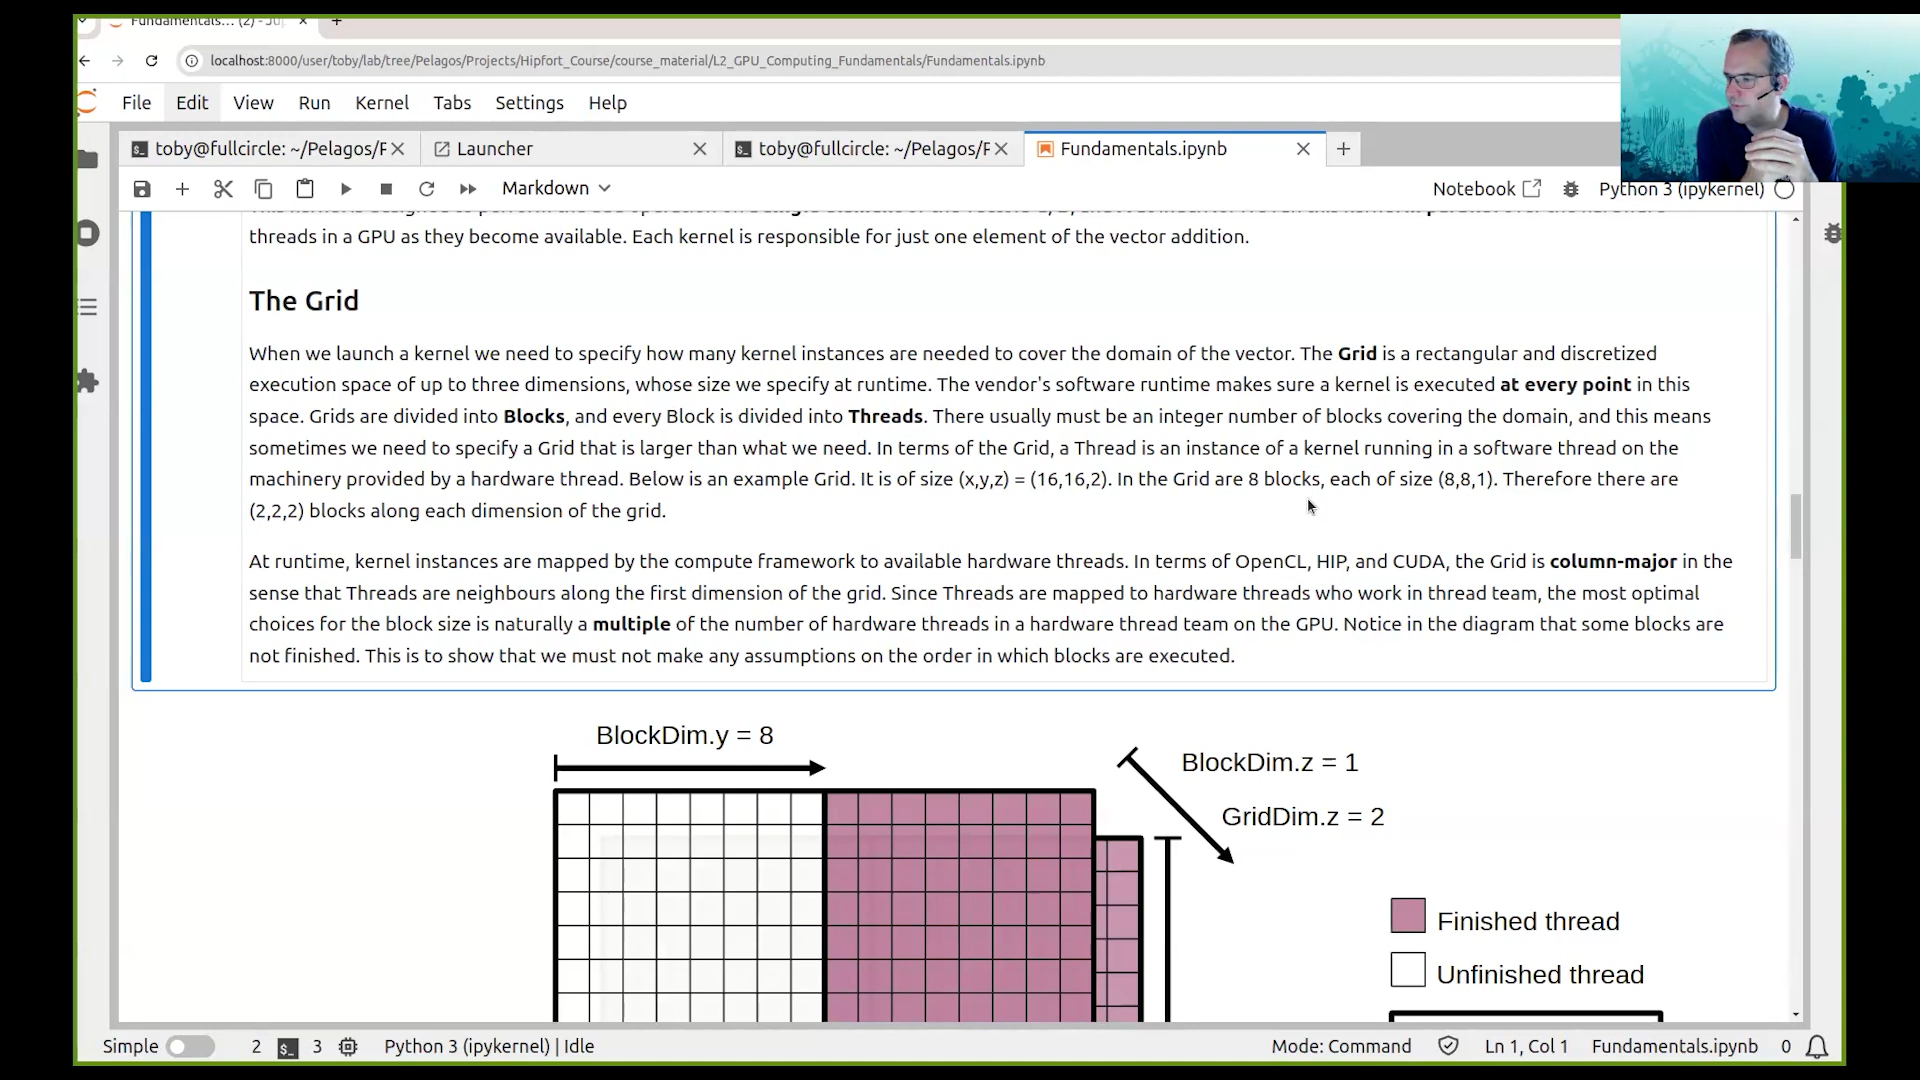 Fundamentals... (2) - Ju
localhost:8000/user/toby/lab/tree/Pelagos/Projects/Hipfort_Course/course_material/L2_GPU_Computing_Fundamentals/Fundamentals.ipynb
File Edit View Run Kernel Tabs Settings Help
toby@fullcircle: ~/Pelagos/F Launcher toby@fullcircle: ~/Pelagos/F Fundamentals.ipynb
Markdown Notebook Python 3 (ipykernel)
threads in a GPU as they become available. Each kernel is responsible for just one element of the vector addition.
The Grid
When we launch a kernel we need to specify how many kernel instances are needed to cover the domain of the vector. The Grid is a rectangular and discretized
execution space of up to three dimensions, whose size we specify at runtime. The vendor's software runtime makes sure a kernel is executed at every point in this
space. Grids are divided into Blocks, and every Block is divided into Threads. There usually must be an integer number of blocks covering the domain, and this means
sometimes we need to specify a Grid that is larger than what we need. In terms of the Grid, a Thread is an instance of a kernel running in a software thread on the
machinery provided by a hardware thread. Below is an example Grid. It is of size (x,y,z) = (16,16,2). In the Grid are 8 blocks, each of size (8,8,1). Therefore there are
(2,2,2) blocks along each dimension of the grid.
At runtime, kernel instances are mapped by the compute framework to available hardware threads. In terms of OpenCL, HIP, and CUDA, the Grid is column-major in the
sense that Threads are neighbours along the first dimension of the grid. Since Threads are mapped to hardware threads who work in thread team, the most optimal
choices for the block size is naturally a multiple of the number of hardware threads in a hardware thread team on the GPU. Notice in the diagram that some blocks are
not finished. This is to show that we must not make any assumptions on the order in which blocks are executed.
BlockDim.y = 8
BlockDim.z = 1
GridDim.z = 2
Finished thread
Unfinished thread
Simple 2 3 Python 3 (ipykernel) | Idle Mode: Command Ln 1, Col 1 Fundamentals.ipynb 0